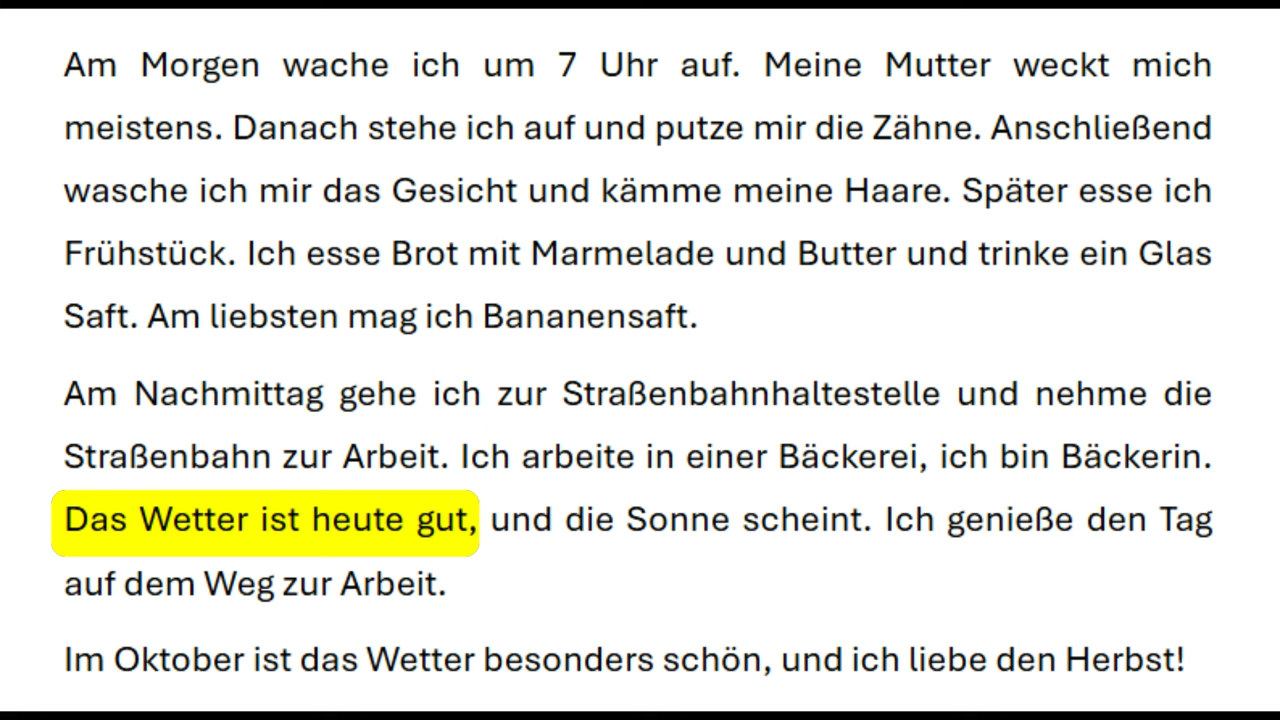 Am Morgen wache ich um 7 Uhr auf. Meine Mutter weckt mich
meistens. Danach stehe ich auf und putze mir die Zähne. Anschließend
wasche ich mir das Gesicht und kämme meine Haare. Später esse ich
Frühstück. Ich esse Brot mit Marmelade und Butter und trinke ein Glas
Saft. Am liebsten mag ich Bananensaft.
Am Nachmittag gehe ich zur Straßenbahnhaltestelle und nehme die
Straßenbahn zur Arbeit. Ich arbeite in einer Bäckerei, ich bin Bäckerin.
Das Wetter ist heute gut, und die Sonne scheint. Ich genieße den Tag
auf dem Weg zur Arbeit.
Im Oktober ist das Wetter besonders schön, und ich liebe den Herbst!